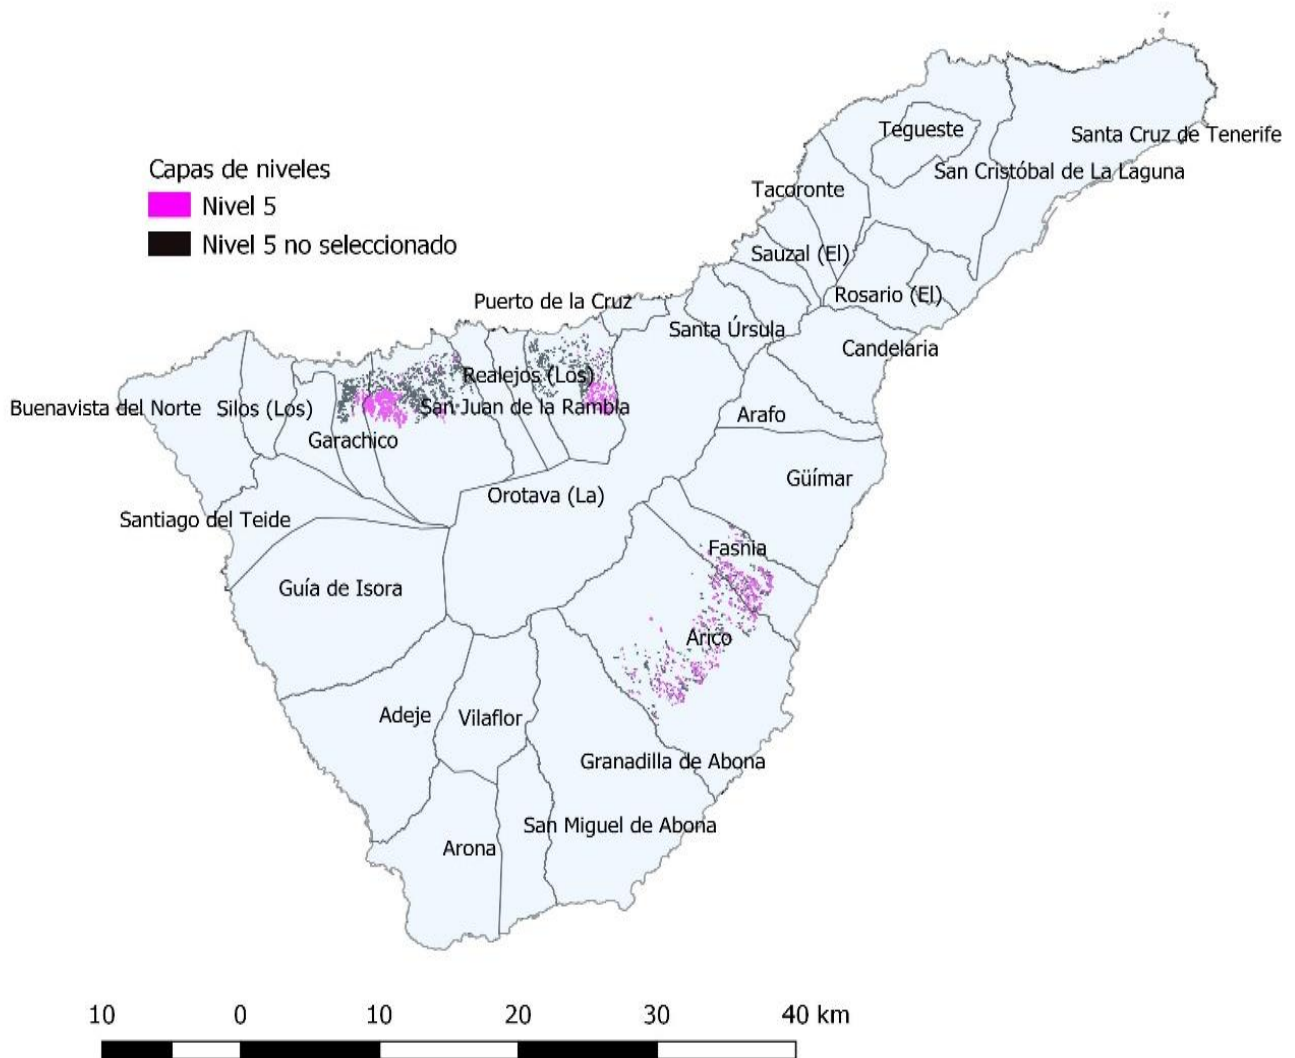 Tegueste
Santa Cruz de Tenerife
San Cristóbal de La Laguna
Capas de niveles
Nivel 5
Nivel 5 no seleccionado
Tacoronte
Sauzal (El)
Rosario (El)
Puerto de la Cruz
Santa Úrsula
Candelaria
Realejos (Los)
Buenavista del Norte
Silos (Los)
San Juan de la Rambla
Arafo
Garachico
Güímar
Orotava (La)
Santiago del Teide
Fasnia
Guía de Isora
Arico
Adeje
Vilaflor
Granadilla de Abona
San Miguel de Abona
Arona
10 0 10 20 30 40 km